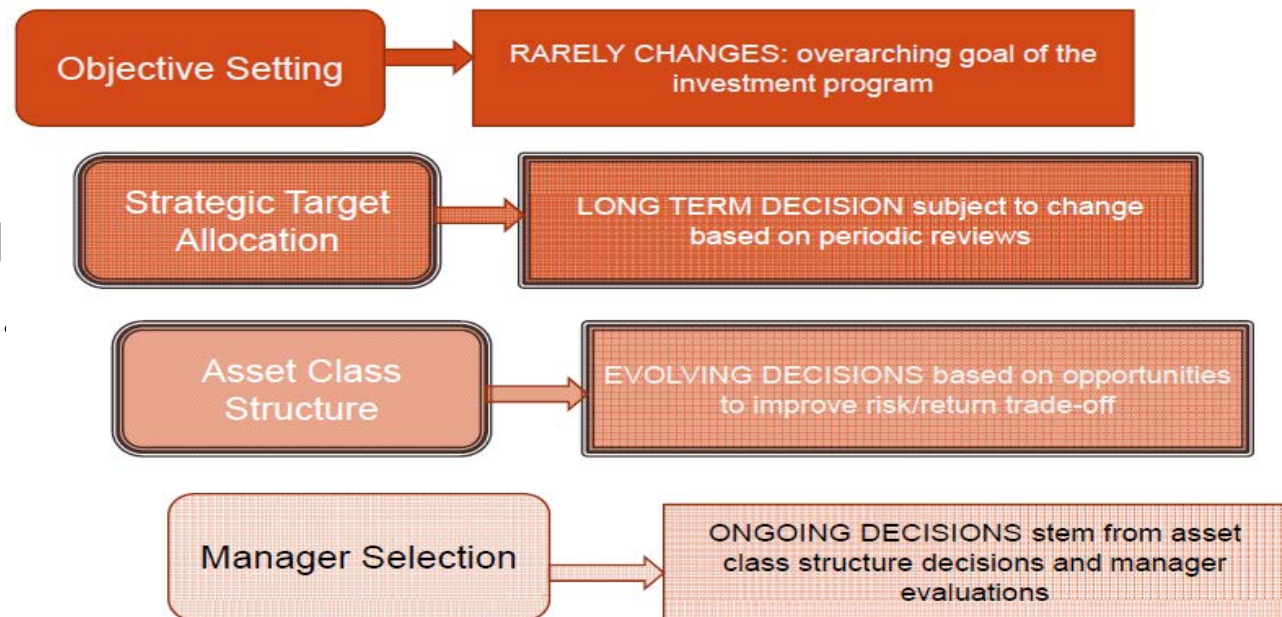 Objective Setting
RARELY CHANGES: overarching goal of the
investment program
Strategic Target
Allocation
LONG TERM DECISION subject to change
based on periodic reviews
Asset Class
Structure
EVOLVING DECISIONS based on opportunities
to improve risk/return trade-off
Manager Selection
ONGOING DECISIONS stem from asset
class structure decisions and manager
evaluations